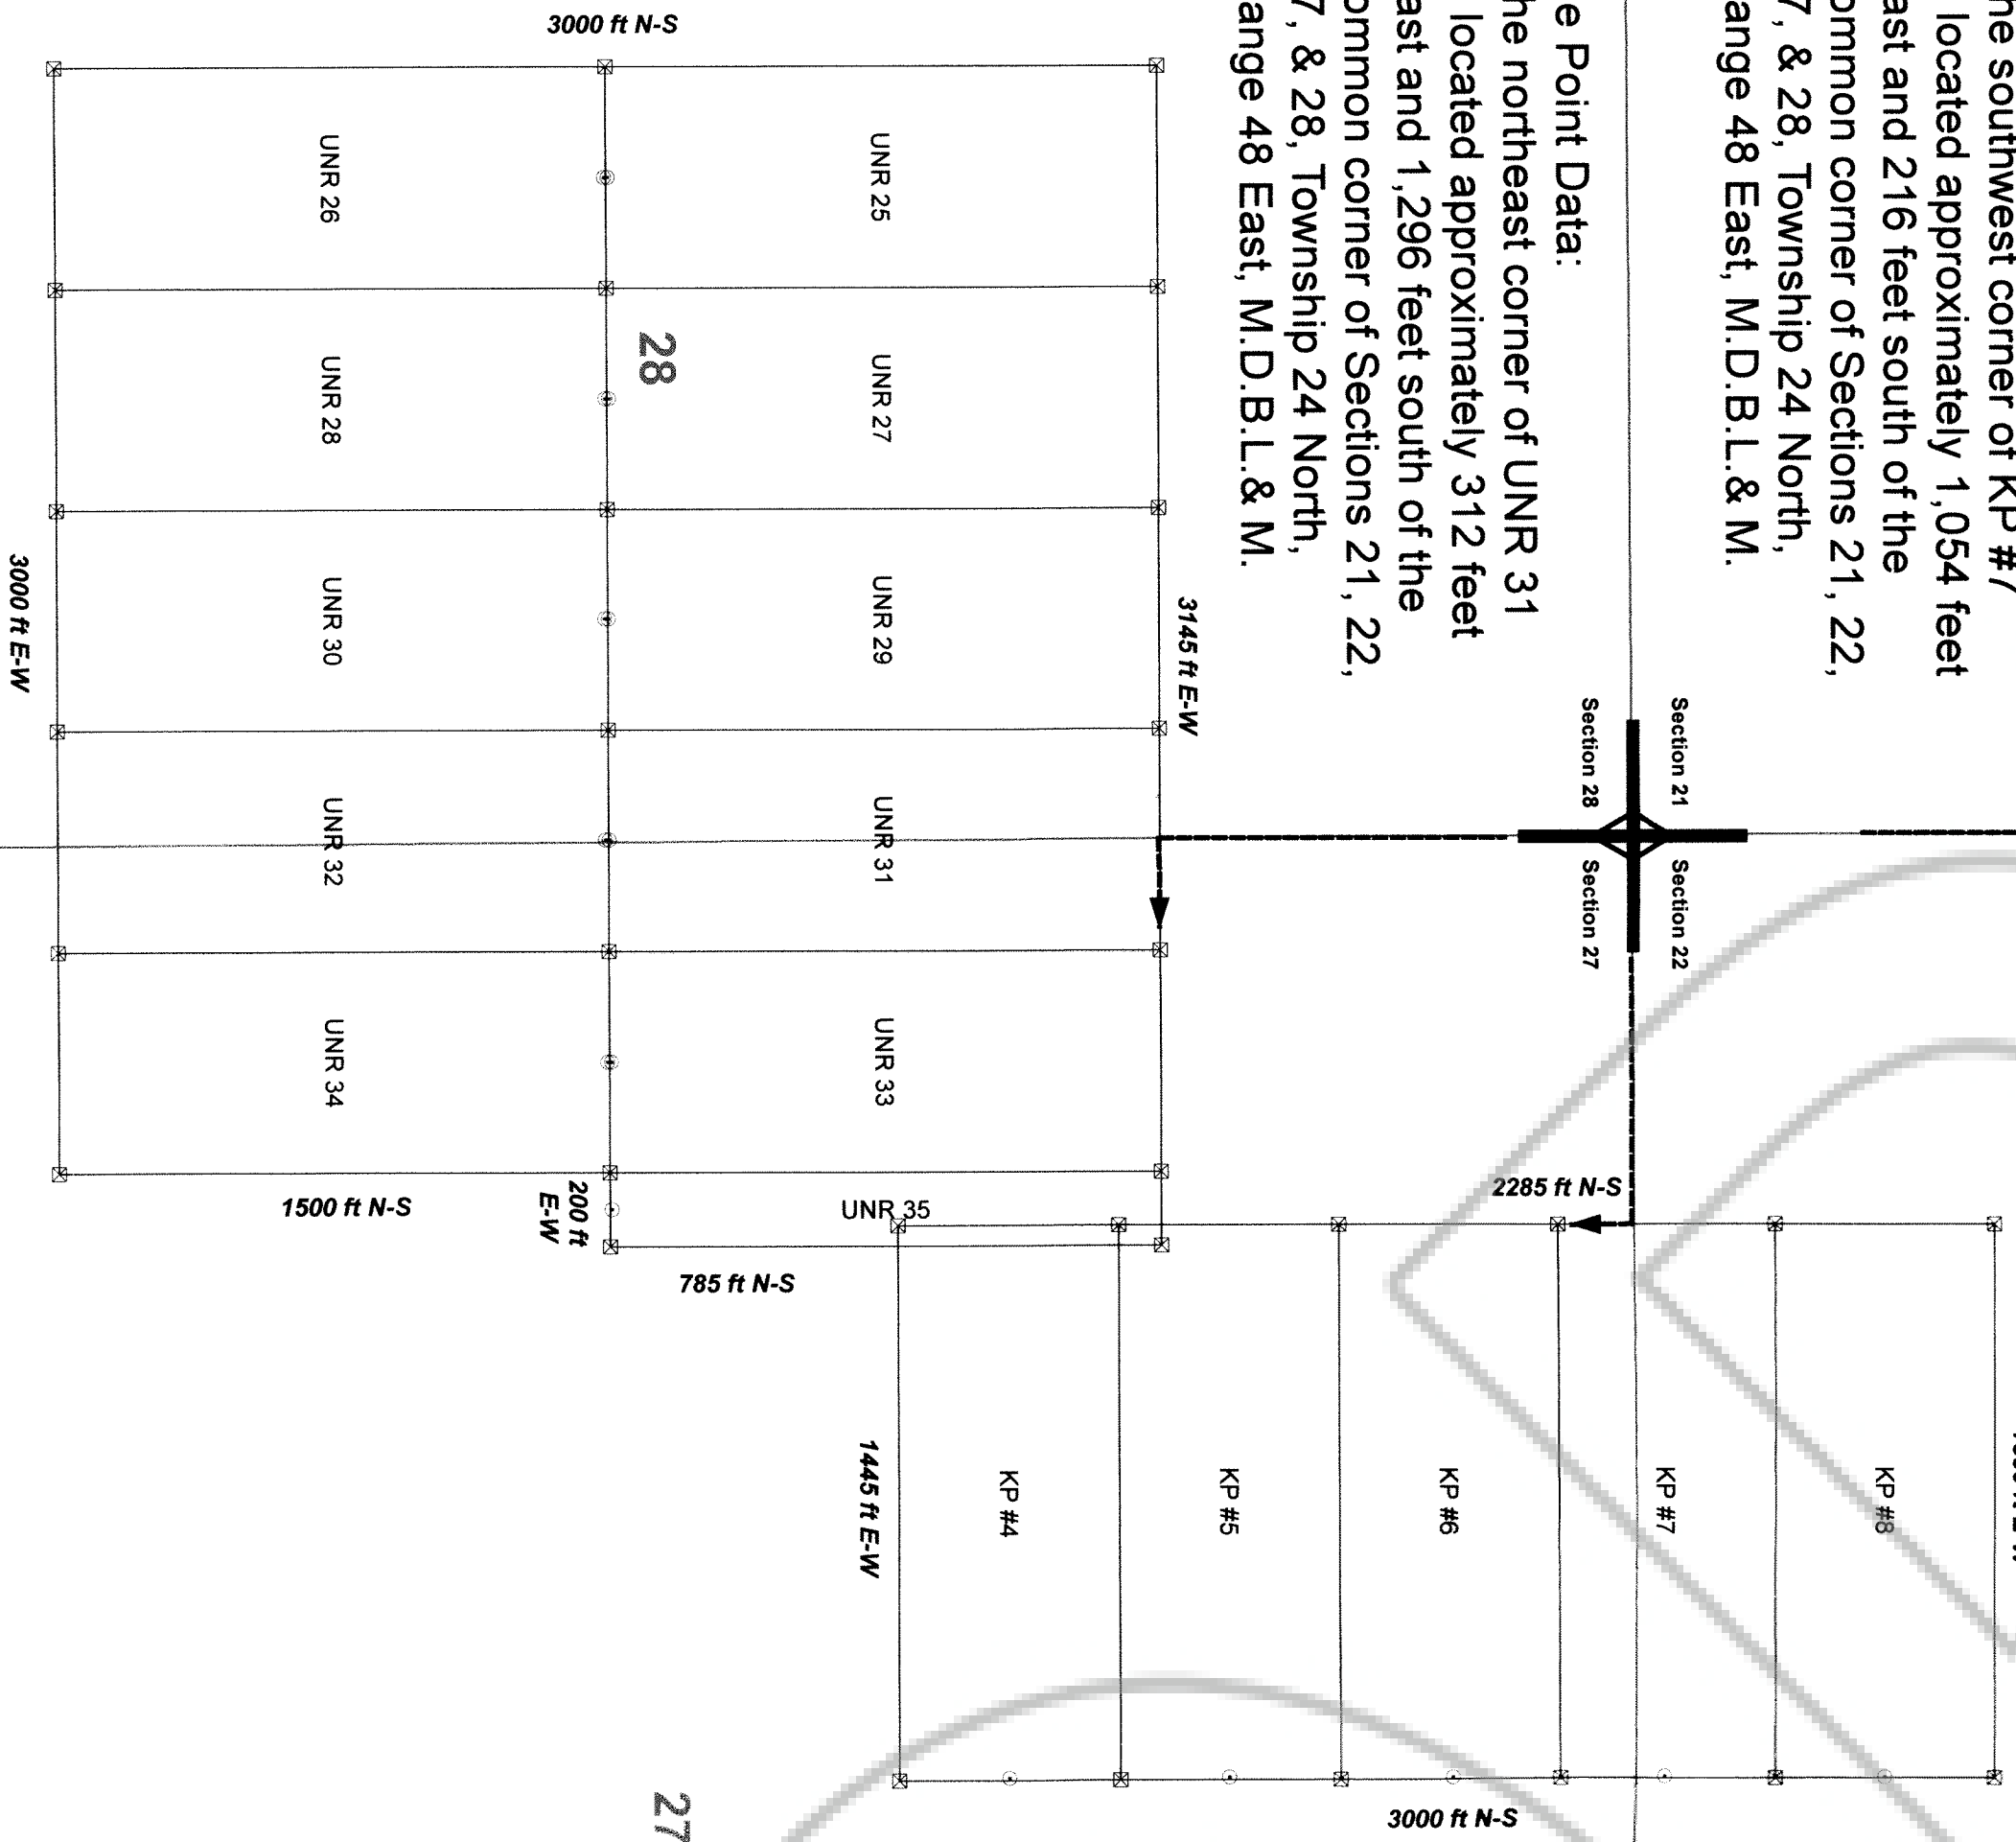 he southwest corner of KP #7
located approximately 1,054 feet
ast and 216 feet south of the
ommon corner of Sections 21, 22,
7, & 28, Township 24 North,
ange 48 East, M.D.B.L.& M.
e Point Data:
he northeast corner of UNR 31
located approximately 312 feet
ast and 1,296 feet south of the
ommon corner of Sections 21, 22,
7, & 28, Township 24 North,
ange 48 East, M.D.B.L.& M.
Section 21
Section 22
Section 28
Section 27
KP #8
KP #7
KP #6
KP #5
KP #4
2285 ft N-S
3000 ft N-S
1445 ft E-W
3145 ft E-W
3000 ft N-S
UNR 25
UNR 27
UNR 29
UNR 31
UNR 33
UNR 35
785 ft N-S
28
27
200 ft
E-W
UNR 26
UNR 28
UNR 30
UNR 32
UNR 34
1500 ft N-S
3000 ft E-W